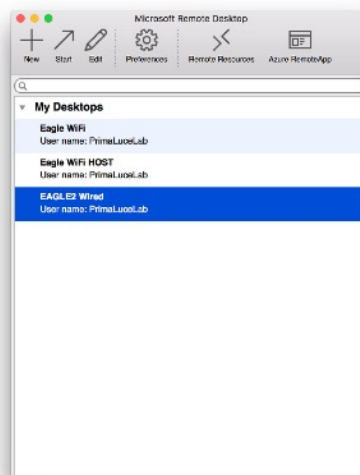 Microsoft Remote Desktop
New Start Edit Preferences Remote Resources Azure RemoteApp
My Desktops
Eagle WiFi
User name: PrimaLuceLab
Eagle WiFi HOST
User name: PrimaLuceLab
EAGLE2 Wired
User name: PrimaLuceLab